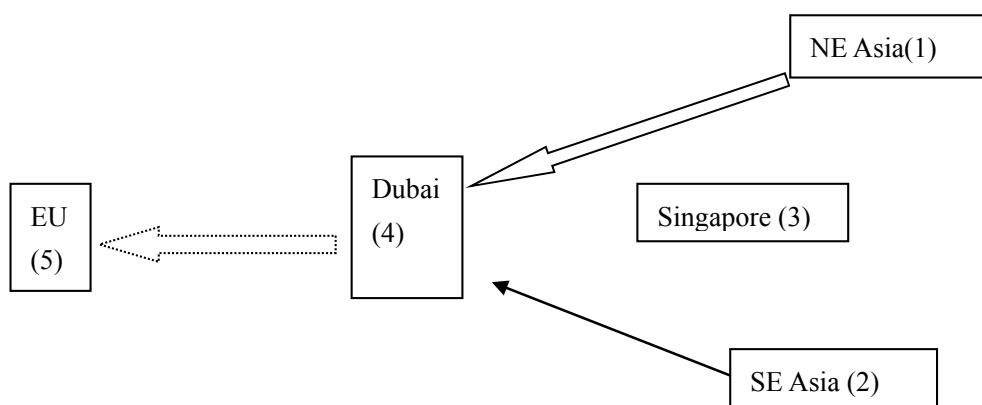 NE Asia(1)
Dubai
(4)
EU
(5)
Singapore (3)
SE Asia (2)